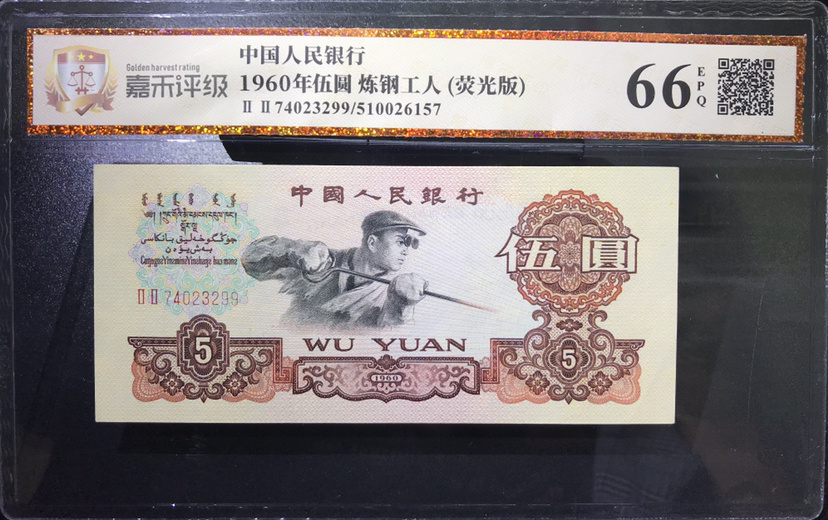 Golden harvest rating
嘉禾评级
中国人民银行
1960年伍圆 炼钢工人 (荧光版)
Ⅱ Ⅱ 74023299/510026157
66
EPQ
中國人民銀行
伍圓
Ⅱ Ⅱ 74023299
5
WU YUAN
1960
5